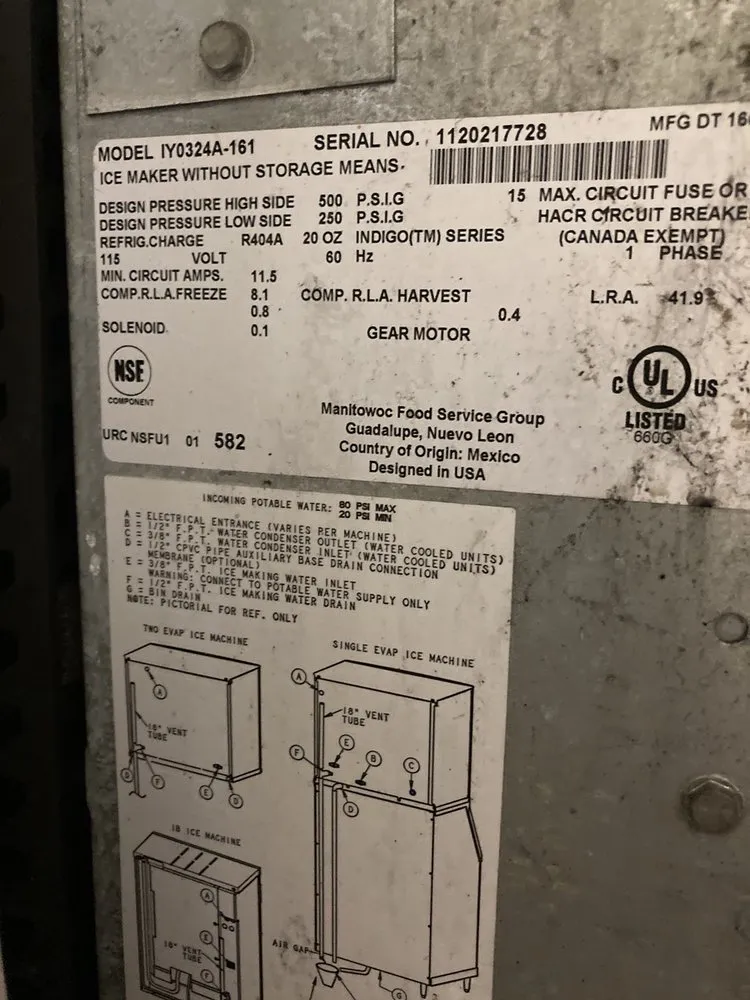 MODEL IY0324A-161 SERIAL NO. 1120217728 MFG DT 16
ICE MAKER WITHOUT STORAGE MEANS.
DESIGN PRESSURE HIGH SIDE 500 P.S.I.G 15 MAX. CIRCUIT FUSE OR
DESIGN PRESSURE LOW SIDE 250 P.S.I.G HACR CIRCUIT BREAKE
REFRIG.CHARGE R404A 20 OZ INDIGO(TM) SERIES (CANADA EXEMPT)
115 VOLT 60 Hz 1 PHASE
MIN. CIRCUIT AMPS. 11.5
COMP.R.L.A.FREEZE 8.1 COMP. R.L.A. HARVEST L.R.A. 41.9
0.8 0.4
SOLENOID 0.1 GEAR MOTOR
NSF
COMPONENT
C UL US
LISTED
660G
URC NSFU1 01 582
Manitowoc Food Service Group
Guadalupe, Nuevo Leon
Country of Origin: Mexico
Designed in USA
INCOMING POTABLE WATER: 80 PSI MAX
20 PSI MIN
A = ELECTRICAL ENTRANCE (VARIES PER MACHINE)
B = 1/2" F.P.T. WATER CONDENSER OUTLET (WATER COOLED UNITS)
C = 3/8" F.P.T. WATER CONDENSER INLET (WATER COOLED UNITS)
D = 1/2" CPVC PIPE AUXILIARY BASE DRAIN CONNECTION
MEMBRANE (OPTIONAL)
E = 3/8" F.P.T. ICE MAKING WATER INLET
WARNING: CONNECT TO POTABLE WATER SUPPLY ONLY
F = 1/2" F.P.T. ICE MAKING WATER DRAIN
G = BIN DRAIN
NOTE: PICTORIAL FOR REF. ONLY
TWO EVAP ICE MACHINE
A
18" VENT
TUBE
D F E D
SINGLE EVAP ICE MACHINE
A
18" VENT
TUBE
F E B C
D
AIR GAP
G
IB ICE MACHINE
A
E
18" VENT
TUBE
F